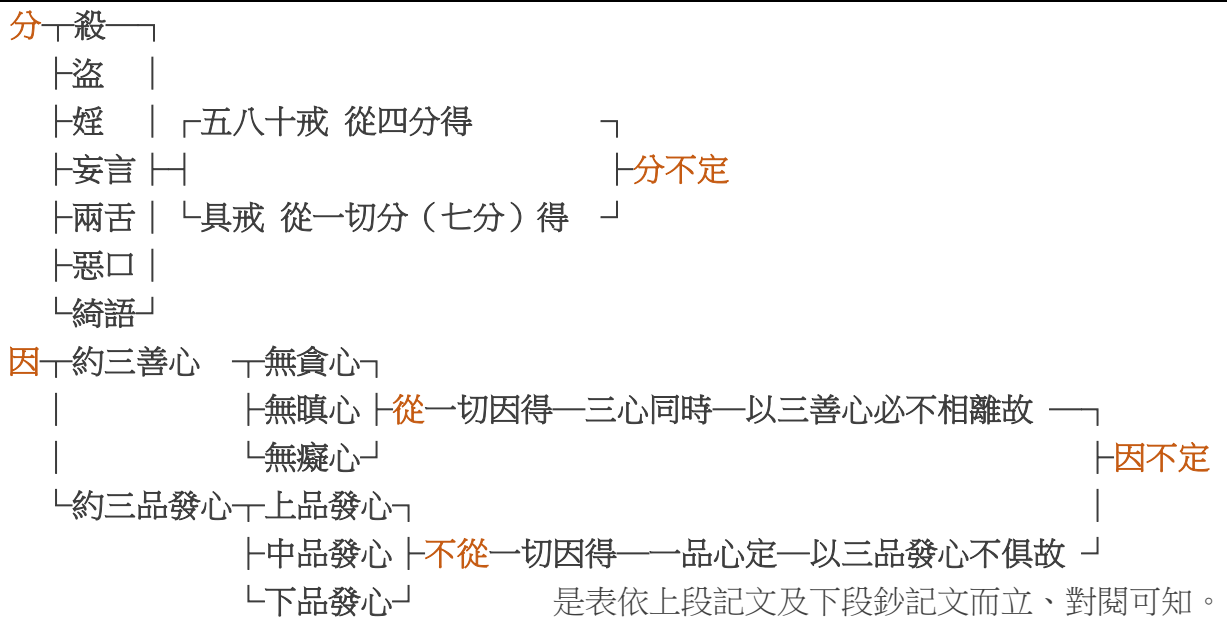 分┬殺─┐
├盜　│
├婬　│┌五八十戒 從四分得　　　　┐
├妄言├┤　　　　　　　　　　　　　├分不定
├兩舌│└具戒 從一切分（七分）得　┘
├惡口│
└綺語┘
因┬約三善心　┬無貪心┐
│　　　　　　├無瞋心├從一切因得─三心同時─以三善心必不相離故 ─┐
│　　　　　　└無癡心┘　　　　　　　　　　　　　　　　　　　　　　├因不定
└約三品發心┬上品發心┐　　　　　　　　　　　　　　　　　　　　　│
├中品發心├不從一切因得─一品心定─以三品發心不俱故 ┘
└下品發心┘　　　　是表依上段記文及下段鈔記文而立、對閱可知。